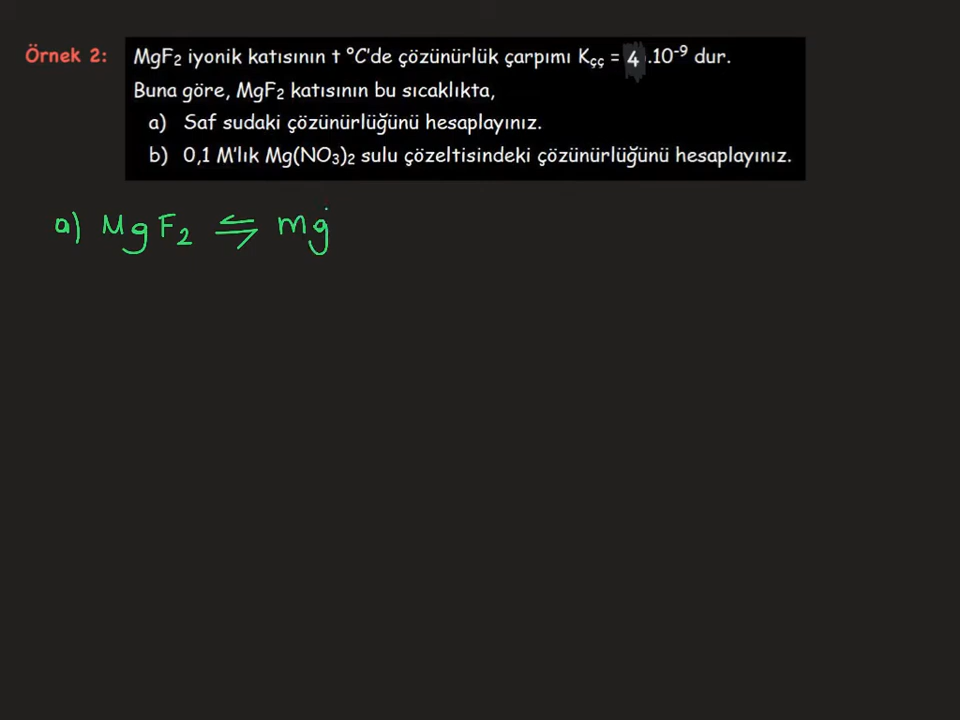 Örnek 2: MgF2 iyonik katısının t °C'de çözünürlük çarpımı Kçç = 4 .10-9 dur.
Buna göre, MgF2 katısının bu sıcaklıkta,
a) Saf sudaki çözünürlüğünü hesaplayınız.
b) 0,1 M'lık Mg(NO3)2 sulu çözeltisindeki çözünürlüğünü hesaplayınız.
a) MgF2 ⇌ mg